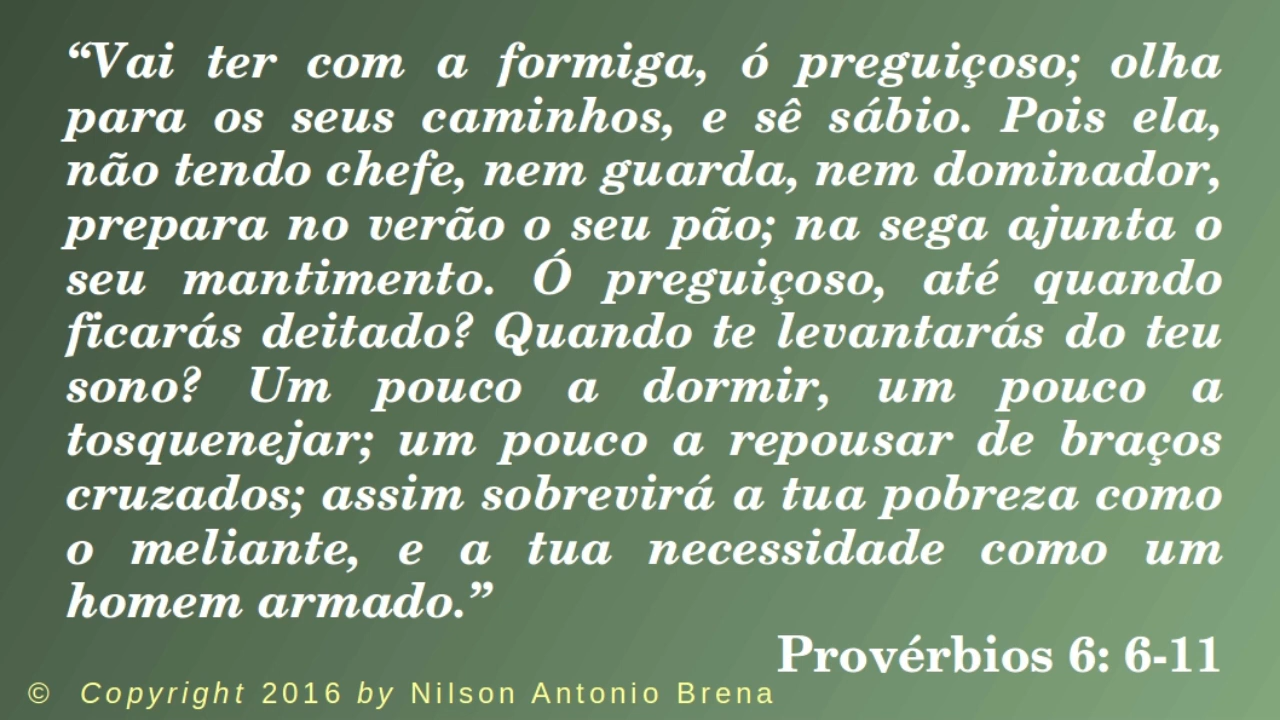 “Vai ter com a formiga, ó preguiçoso; olha
para os seus caminhos, e sê sábio. Pois ela,
não tendo chefe, nem guarda, nem dominador,
prepara no verão o seu pão; na sega ajunta o
seu mantimento. Ó preguiçoso, até quando
ficarás deitado? Quando te levantarás do teu
sono? Um pouco a dormir, um pouco a
tosquenejar; um pouco a repousar de braços
cruzados; assim sobrevirá a tua pobreza como
o meliante, e a tua necessidade como um
homem armado.”
Provérbios 6: 6-11
© Copyright 2016 by Nilson Antonio Brena